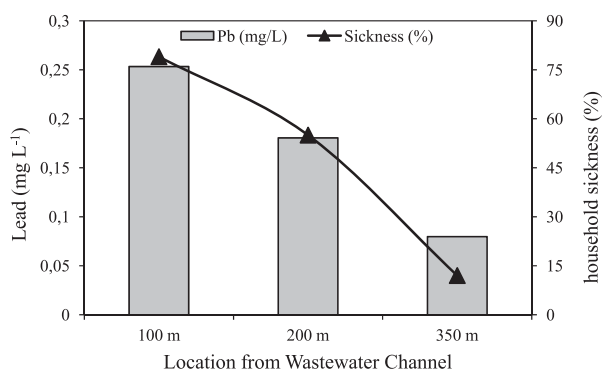 Pb (mg/L) Sickness (%)
0,3
0,25
0,2
0,15
0,1
0,05
0
Lead (mg L-1)
90
75
60
45
30
15
0
household sickness (%)
100 m 200 m 350 m
Location from Wastewater Channel